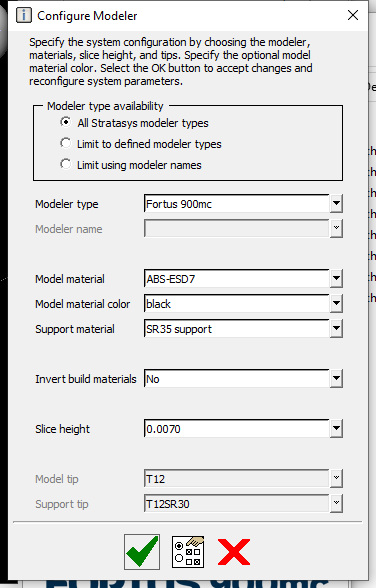 Configure Modeler
Specify the system configuration by choosing the modeler,
materials, slice height, and tips. Specify the optional model
material color. Select the OK button to accept changes and
reconfigure system parameters.
Modeler type availability
All Stratasys modeler types
Limit to defined modeler types
Limit using modeler names
Modeler type Fortus 900mc
Modeler name
Model material ABS-ESD7
Model material color black
Support material SR35 support
Invert build materials No
Slice height 0.0070
Model tip T12
Support tip T12SR30
FORTUS 900mc